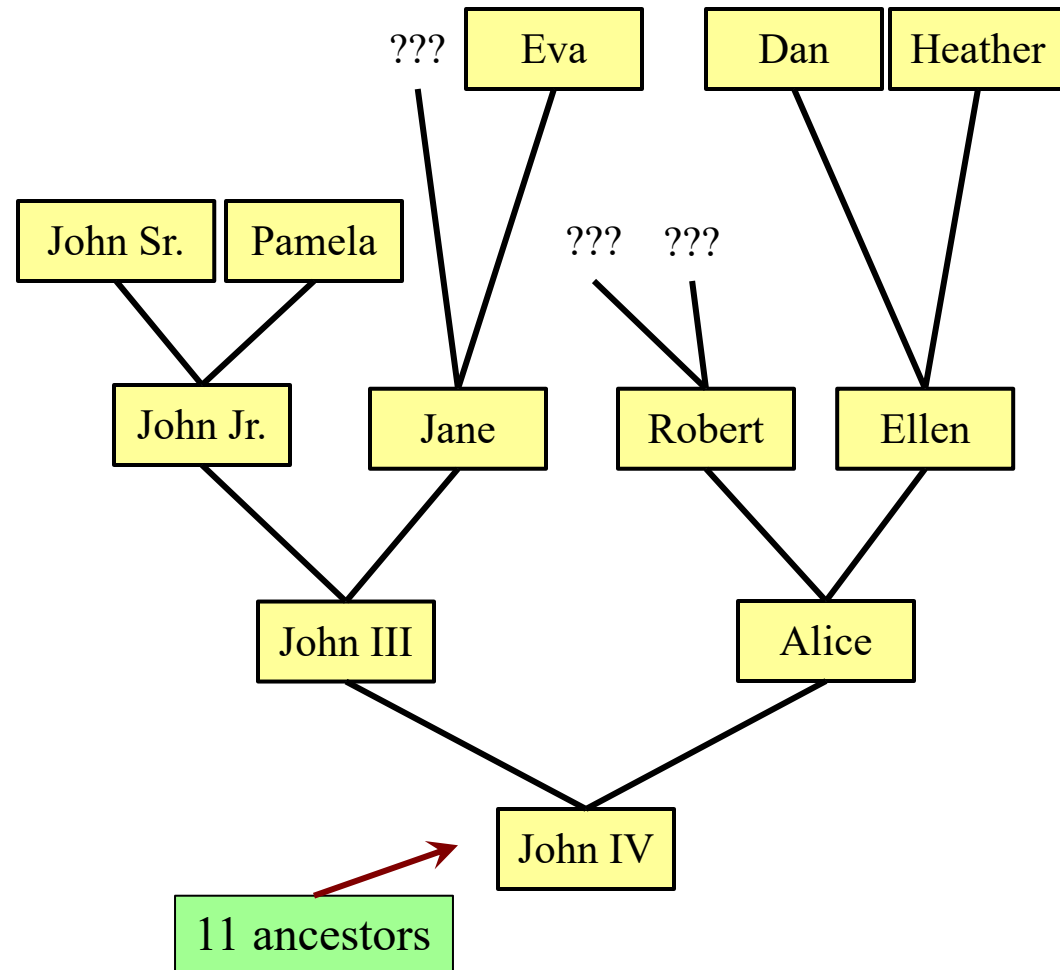 ??? Eva Dan Heather
John Sr. Pamela ??? ???
John Jr. Jane Robert Ellen
John III Alice
John IV
11 ancestors